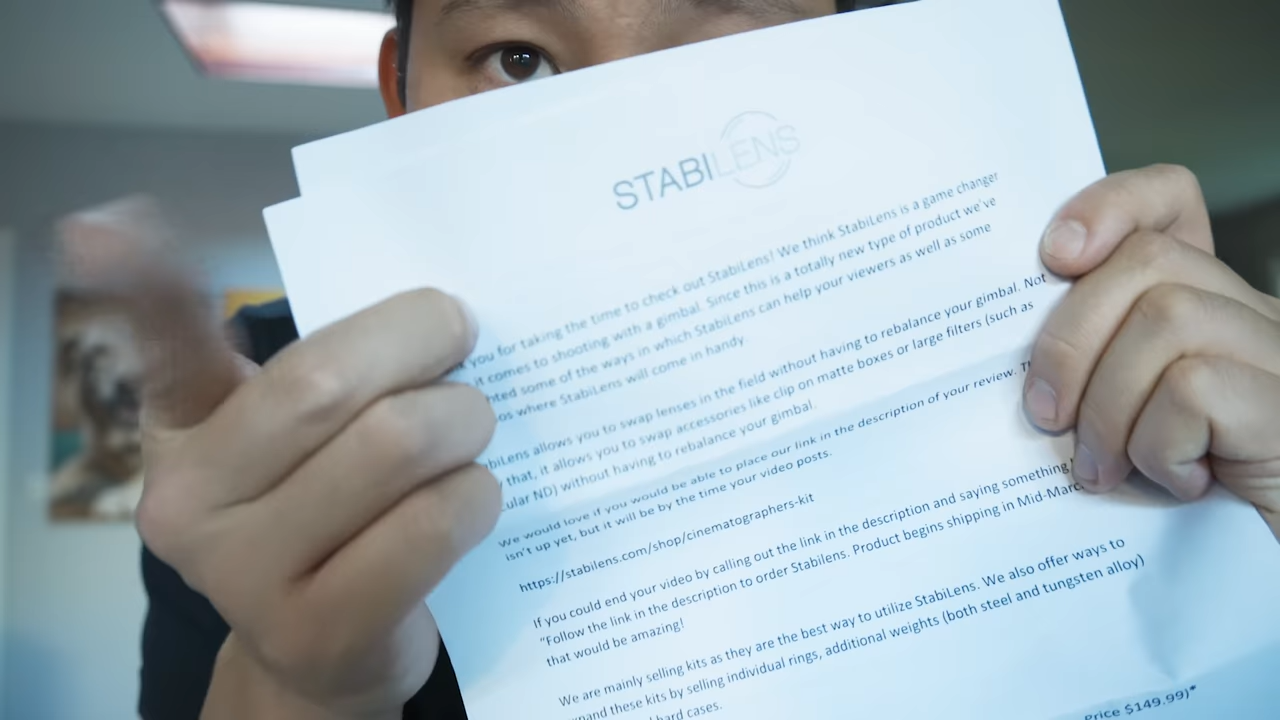 STABILENS
you for taking the time to check out StabiLens! We think StabiLens is a game changer
it comes to shooting with a gimbal. Since this is a totally new type of product we've
some of the ways in which StabiLens can help your viewers as well as some
where StabiLens will come in handy.
allows you to swap lenses in the field without having to rebalance your gimbal. Not
that, it allows you to swap accessories like clip on matte boxes or large filters (such as
ND) without having to rebalance your gimbal.
We would love if you would be able to place our link in the description of your review.
isn't up yet, but it will be by the time your video posts.
https://stabilens.com/shop/cinematographers-kit
If you could end your video by calling out the link in the description and saying something
"Follow the link in the description to order Stabilens. Product begins shipping in Mid-March
that would be amazing!
We are mainly selling kits as they are the best way to utilize StabiLens. We also offer ways to
expand these kits by selling individual rings, additional weights (both steel and tungsten alloy)
hard cases.
$149.99)*